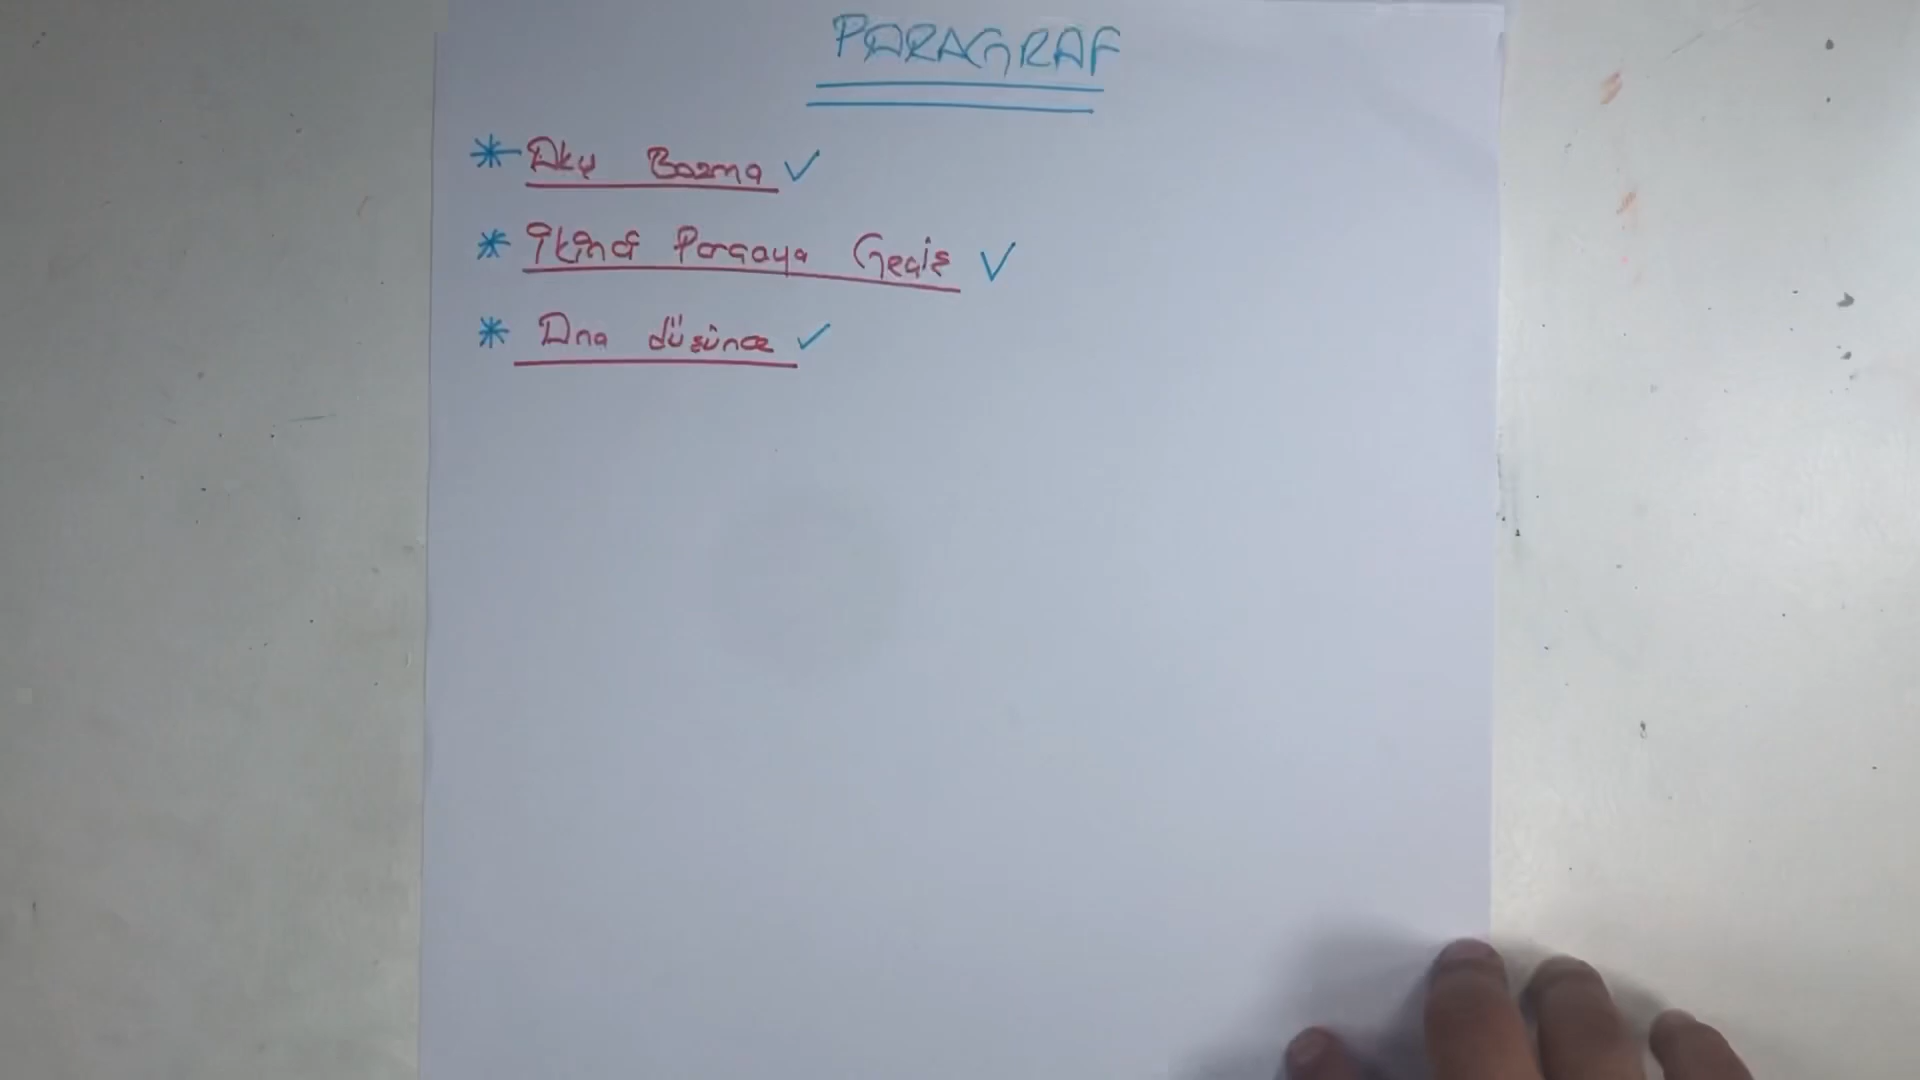 PARAGRAF
* Akış Bozma ✓
* İkinci Parçaya Geçiş ✓
* Ana düşünce ✓